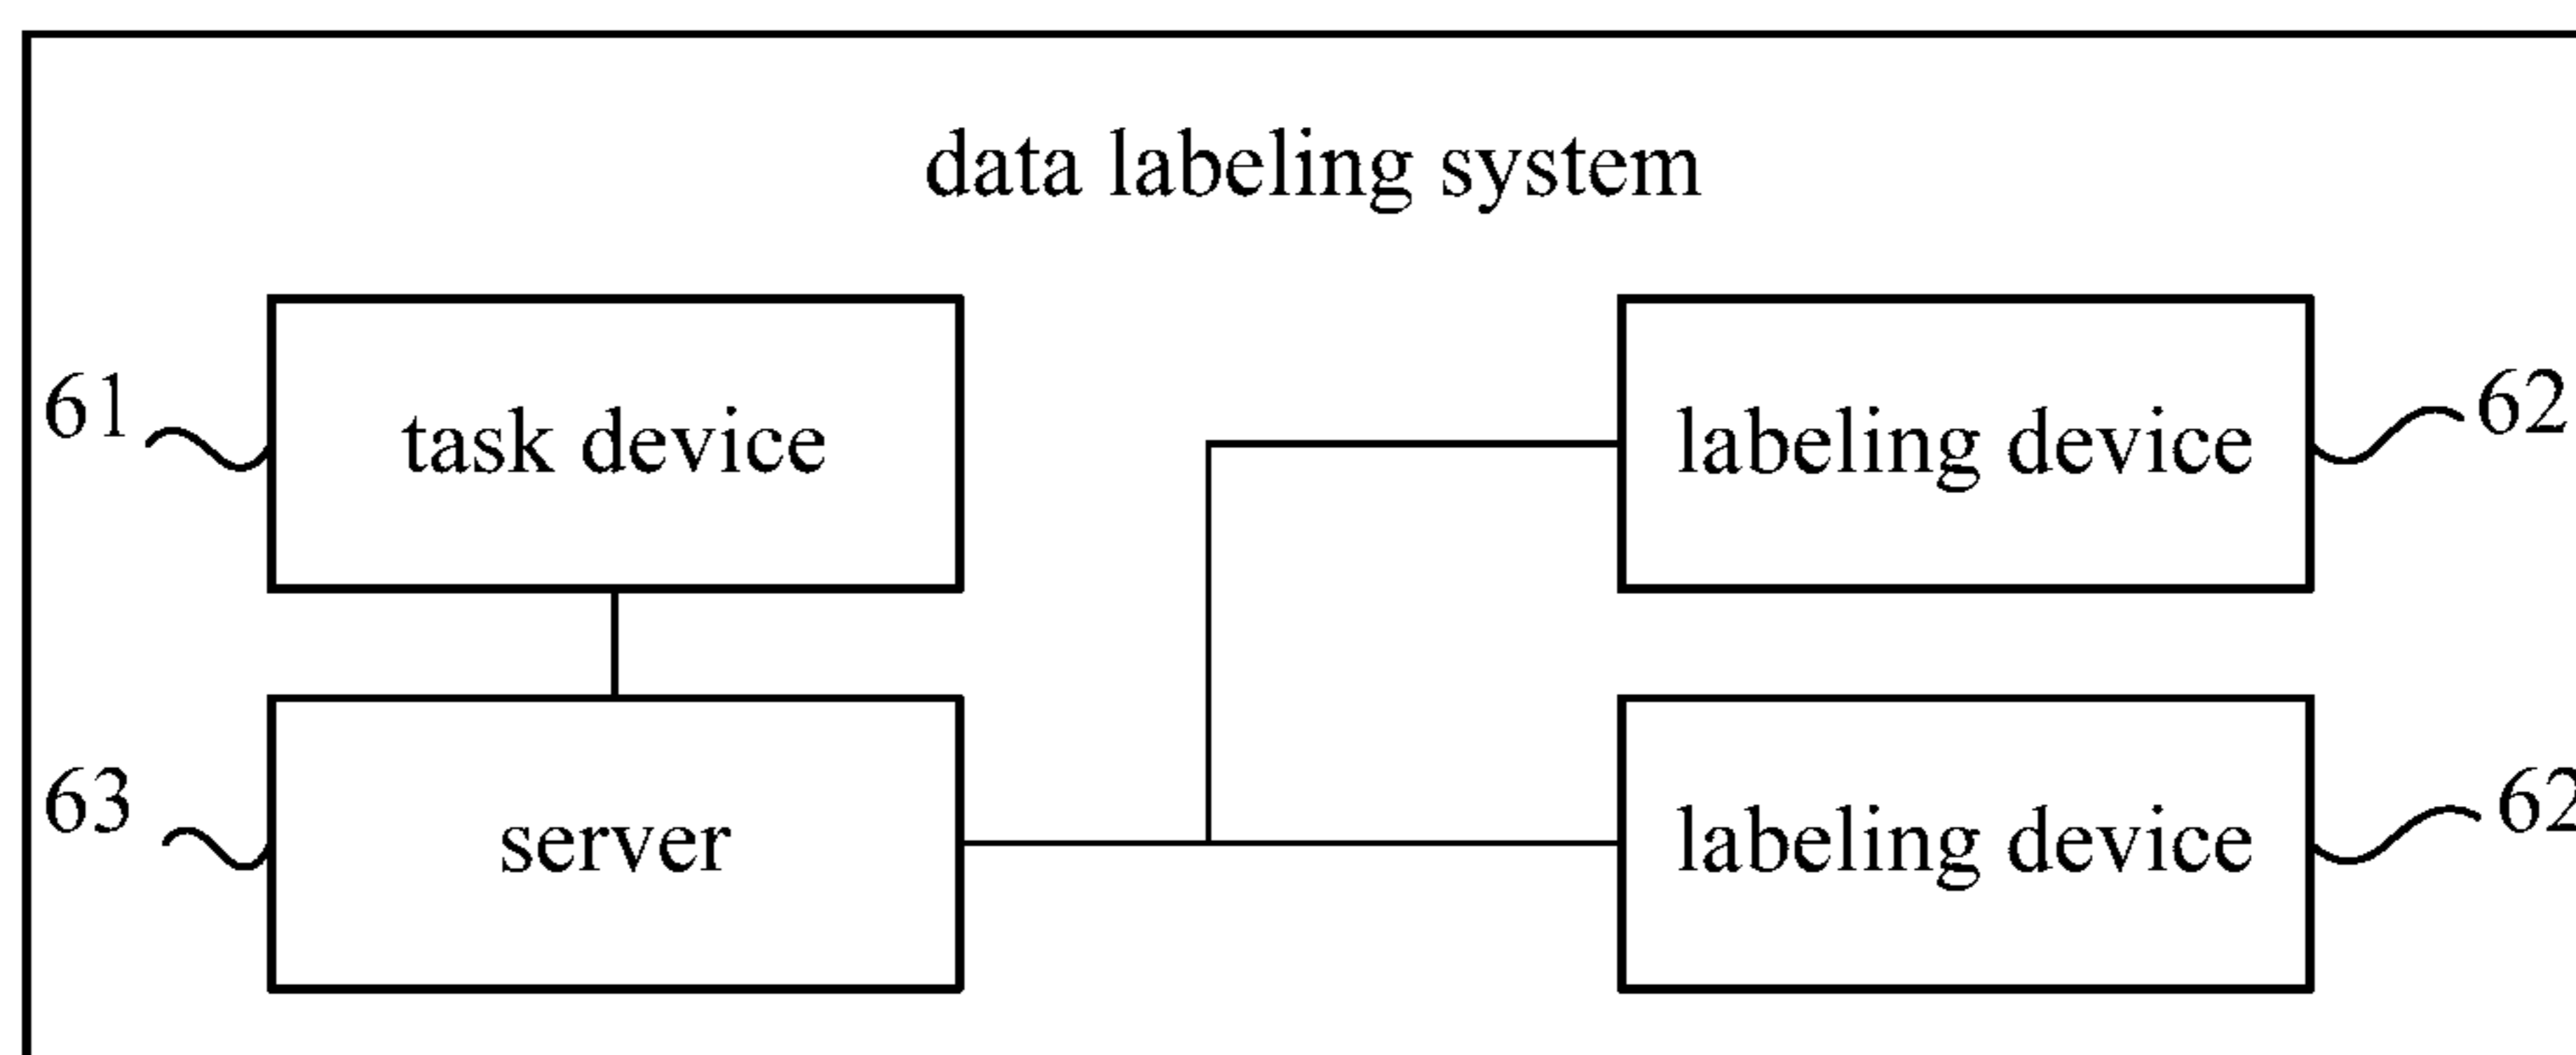 data labeling system
61 task device labeling device 62
63 server labeling device 62